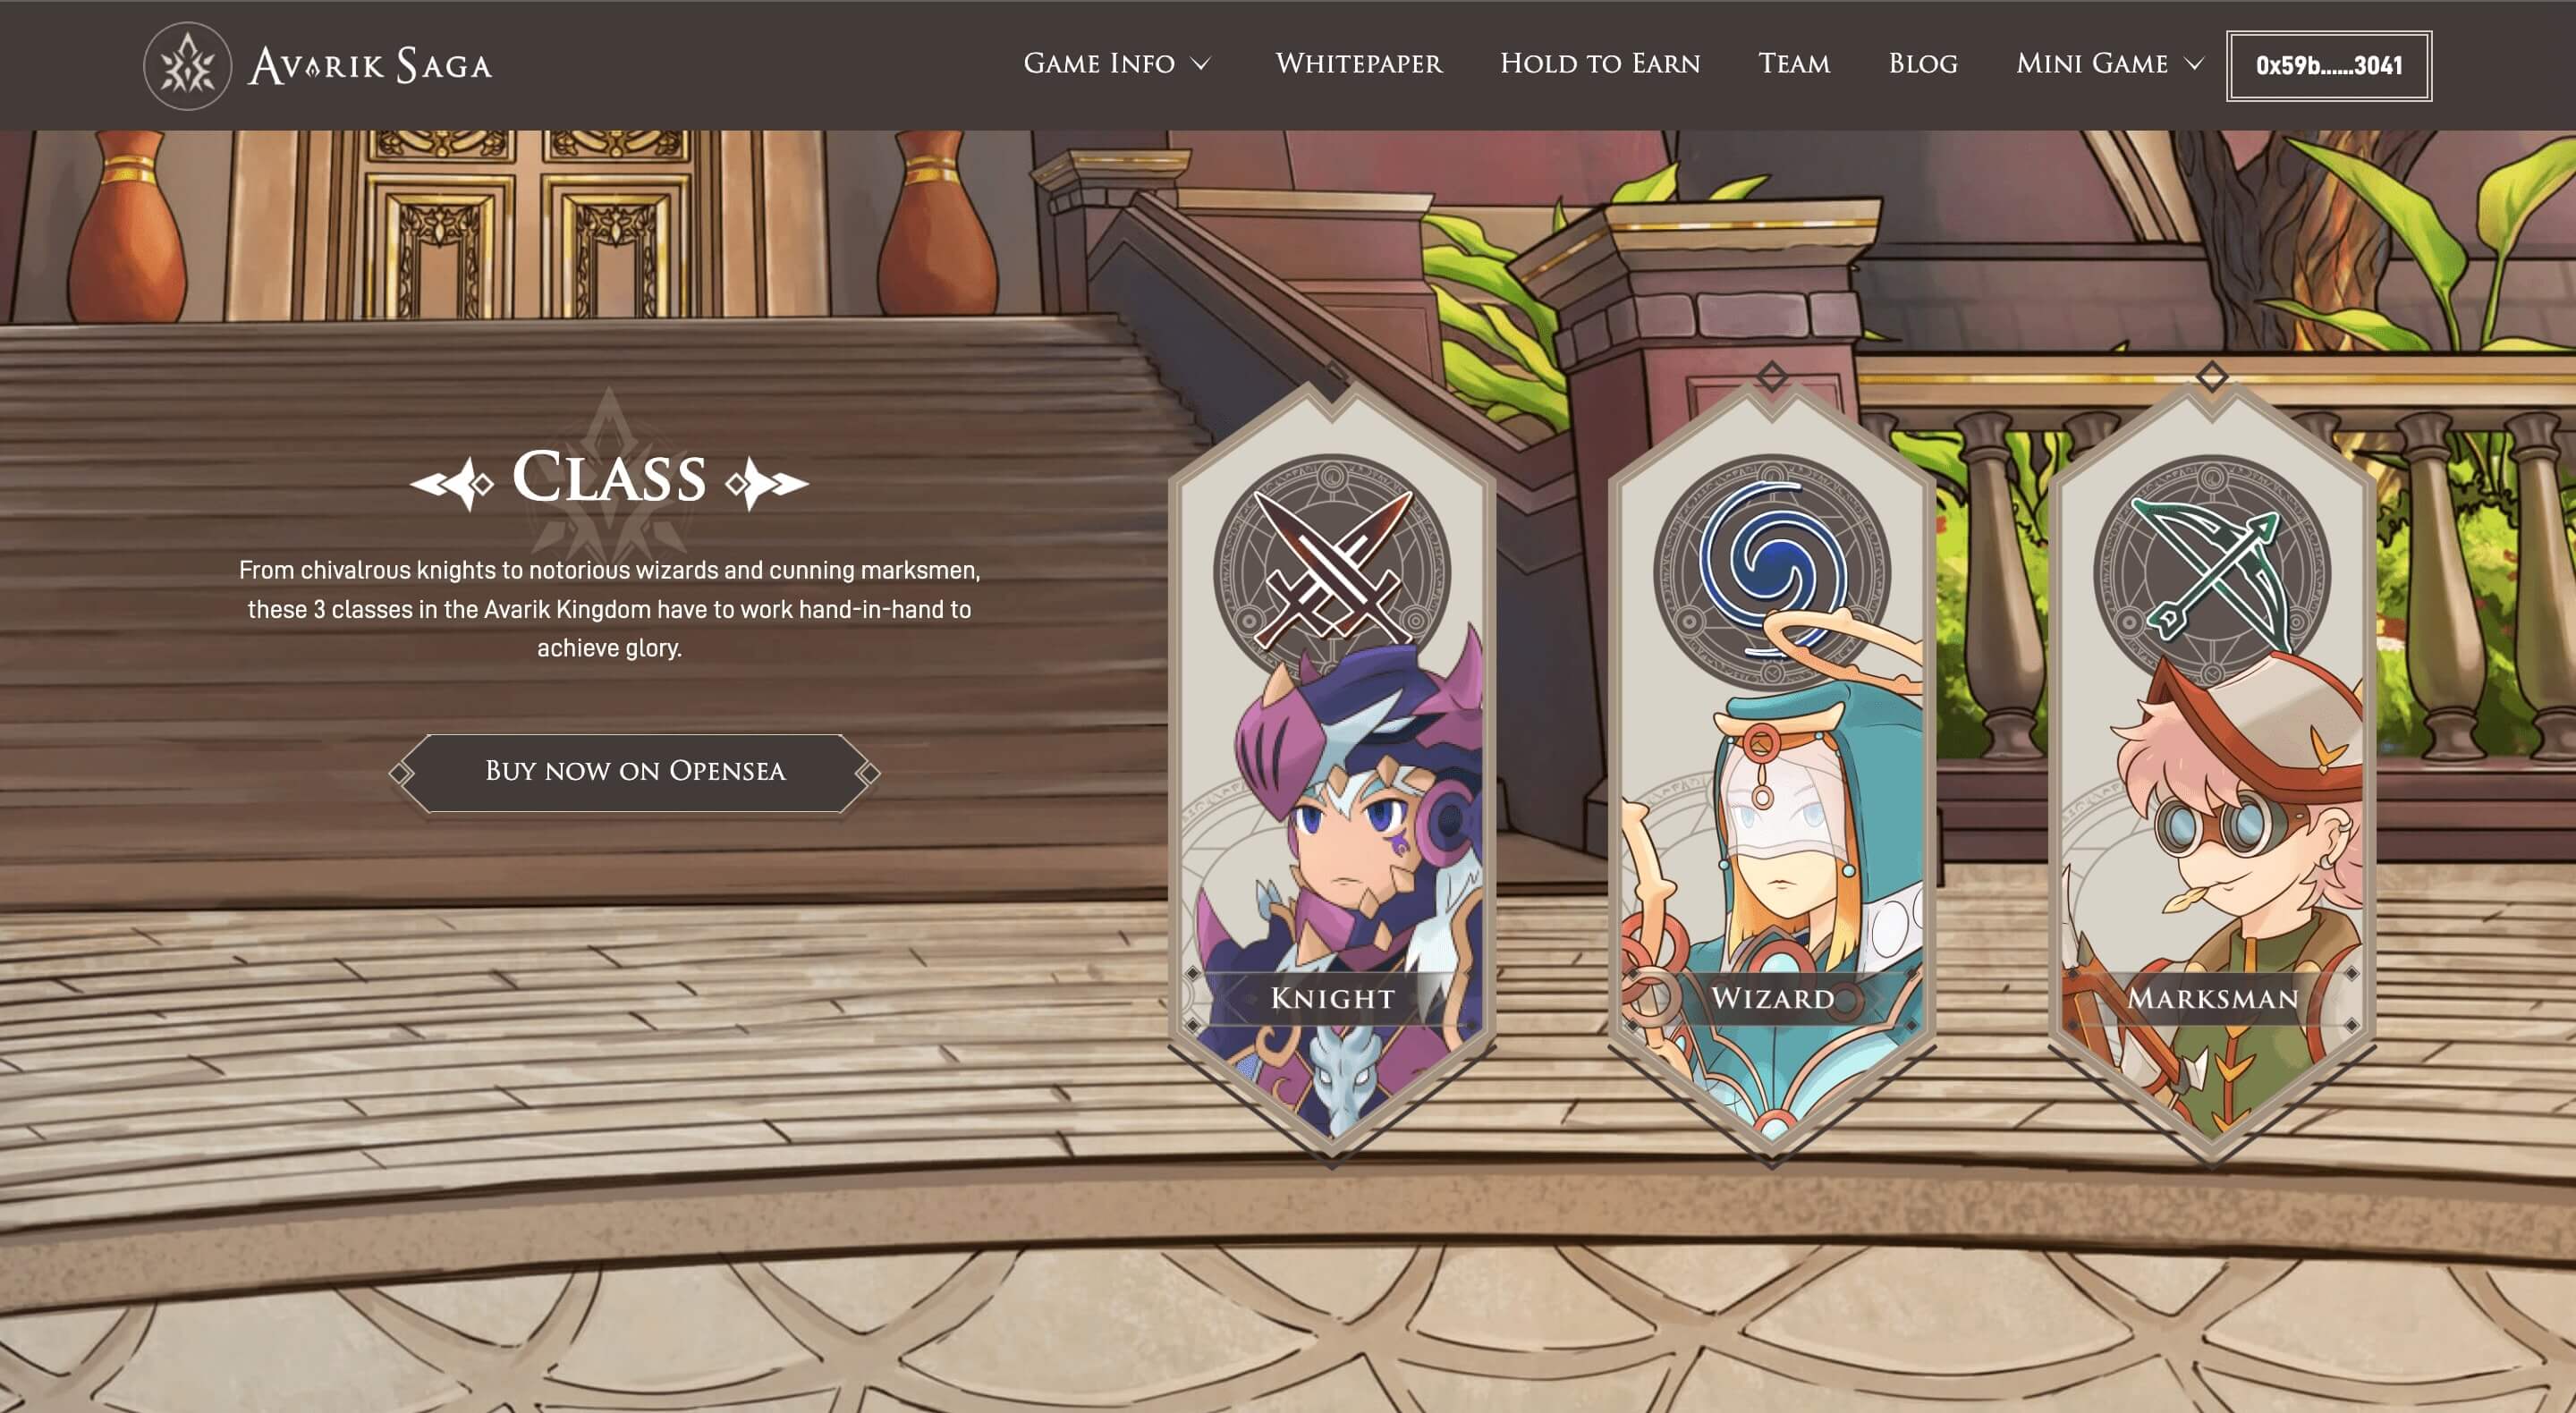 AVARIK SAGA
GAME INFO
WHITEPAPER
HOLD TO EARN
TEAM
BLOG
MINI GAME
0x59b......3041
CLASS
From chivalrous knights to notorious wizards and cunning marksmen,
these 3 classes in the Avarik Kingdom have to work hand-in-hand to
achieve glory.
BUY NOW ON OPENSEA
KNIGHT
WIZARD
MARKSMAN